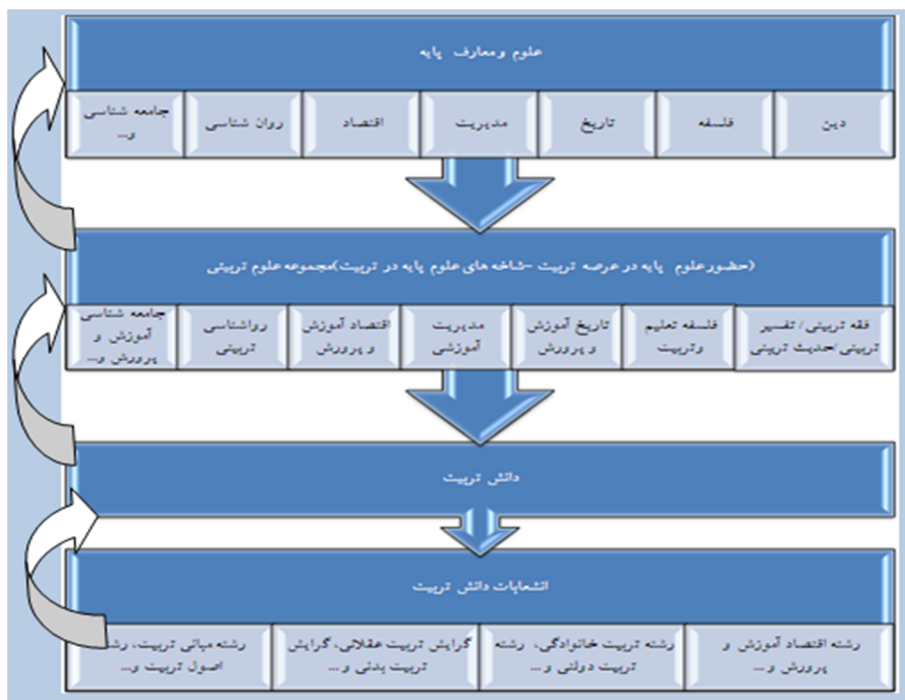 علوم ومعارف پایه
دین
فلسفه
تاریخ
مدیریت
اقتصاد
روان شناسی
جامعه شناسی
و...
(حضور علوم پایه در عرصه تربیت -شاخه های علوم پایه در تربیت)مجموعه علوم تربیتی
فقه تربیتی/ تفسیر
تربیتی/حدیث تربیتی
فلسفه تعلیم
وتربیت
تاریخ آموزش
و پرورش
مدیریت
آموزشی
اقتصاد آموزش
و پرورش
رواشناسی
تربیتی
جامعه شناسی
آموزش و
پرورش و...
دانش تربیت
انشعابات دانش تربیت
رشته اقتصاد آموزش و
پرورش و...
رشته تربیت خانوادگی، رشته
تربیت دولتی و...
گرایش تربیت عقلانی، گرایش
تربیت بدنی و...
رشته مبانی تربیت، رشته
اصول تربیت و...